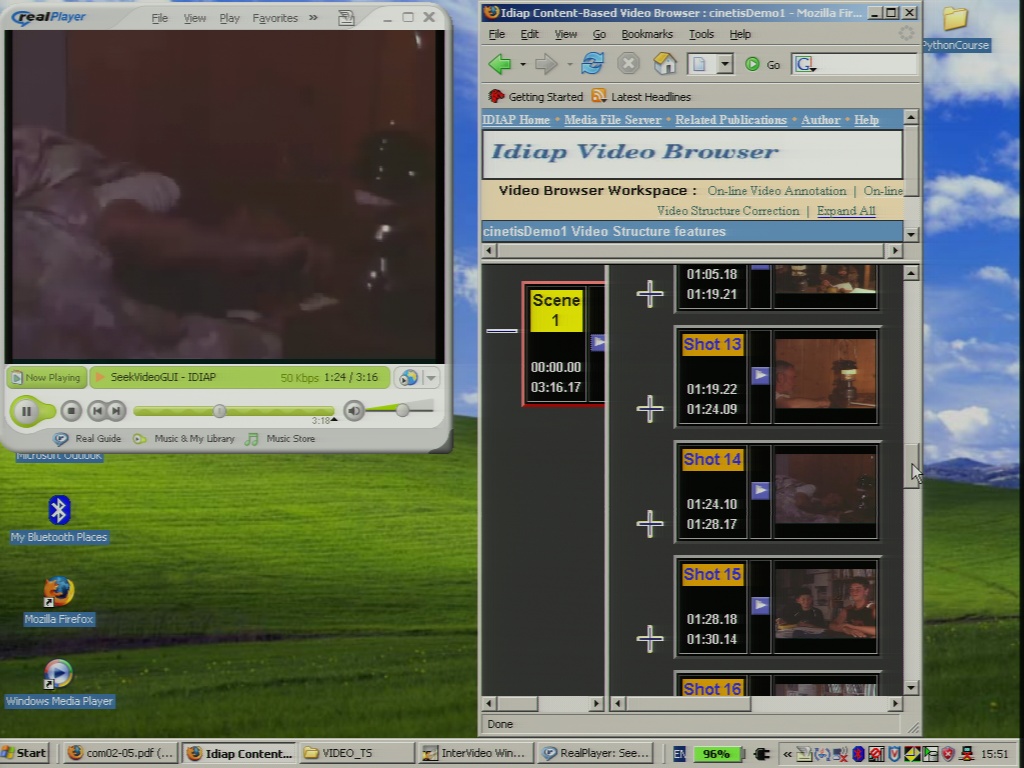 realPlayer File View Play Favorites »
Now Playing SeekVideoGUI - IDIAP 50 Kbps 1:24 / 3:16
3:18
Real Guide Music & My Library Music Store
Microsoft Outlook
My Bluetooth Places
Mozilla Firefox
Windows Media Player
Idiap Content-Based Video Browser : cinetisDemo1 - Mozilla Fir...
File Edit View Go Bookmarks Tools Help
Go G
Getting Started Latest Headlines
IDIAP Home • Media File Server • Related Publications • Author • Help
Idiap Video Browser
Video Browser Workspace : On-line Video Annotation | On-line
Video Structure Correction | Expand All
cinetisDemo1 Video Structure features
Scene
1
00:00.00
03:16.17
01:05.18
01:19.21
Shot 13
01:19.22
01:24.09
Shot 14
01:24.10
01:28.17
Shot 15
01:28.18
01:30.14
Shot 16
Done
PythonCourse
Start com02-05.pdf (... Idiap Content... VIDEO_TS InterVideo Win... RealPlayer: See... EN 96% « 15:51